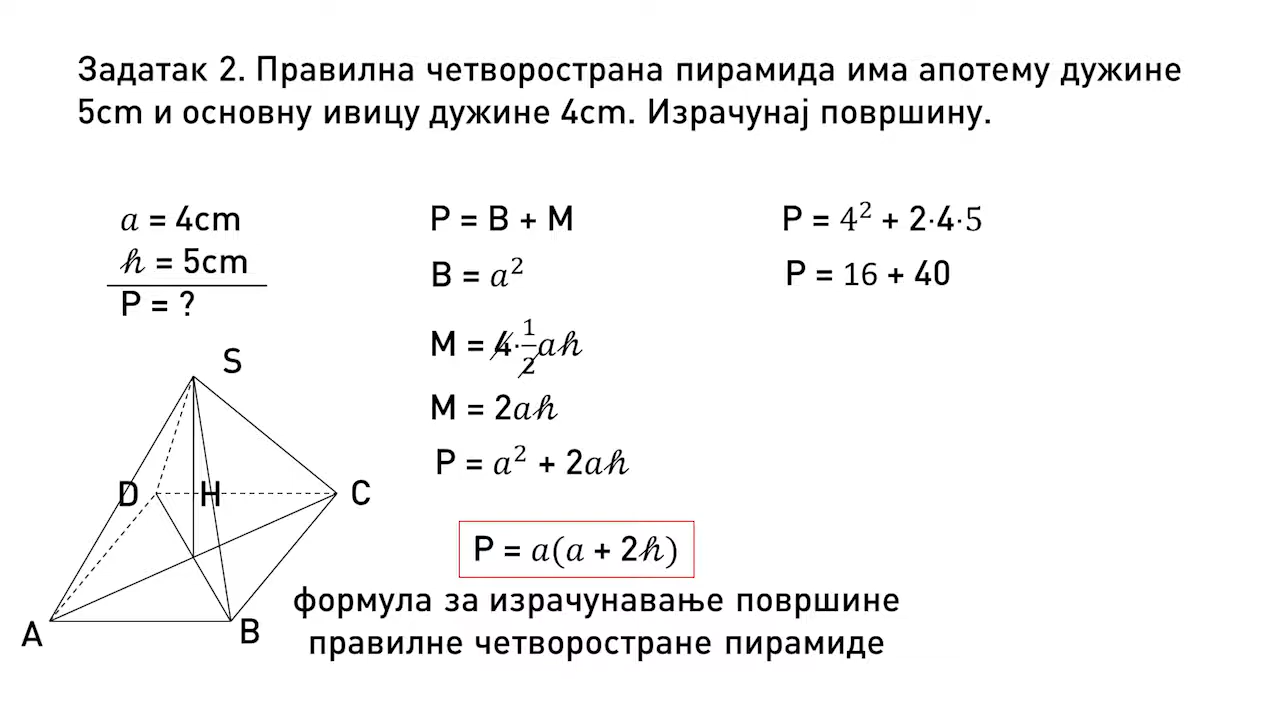 Задатак 2. Правилна четворострана пирамида има апотему дужине
5cm и основну ивицу дужине 4cm. Израчунај површину.
a = 4cm
h = 5cm
P = ?
P = B + M
B = a²
M = 4·1/2ah
M = 2ah
P = a² + 2ah
P = a(a + 2h)
формула за израчунавање површине
правилне четворостране пирамиде
P = 4² + 2·4·5
P = 16 + 40
S
D
H
C
A
B